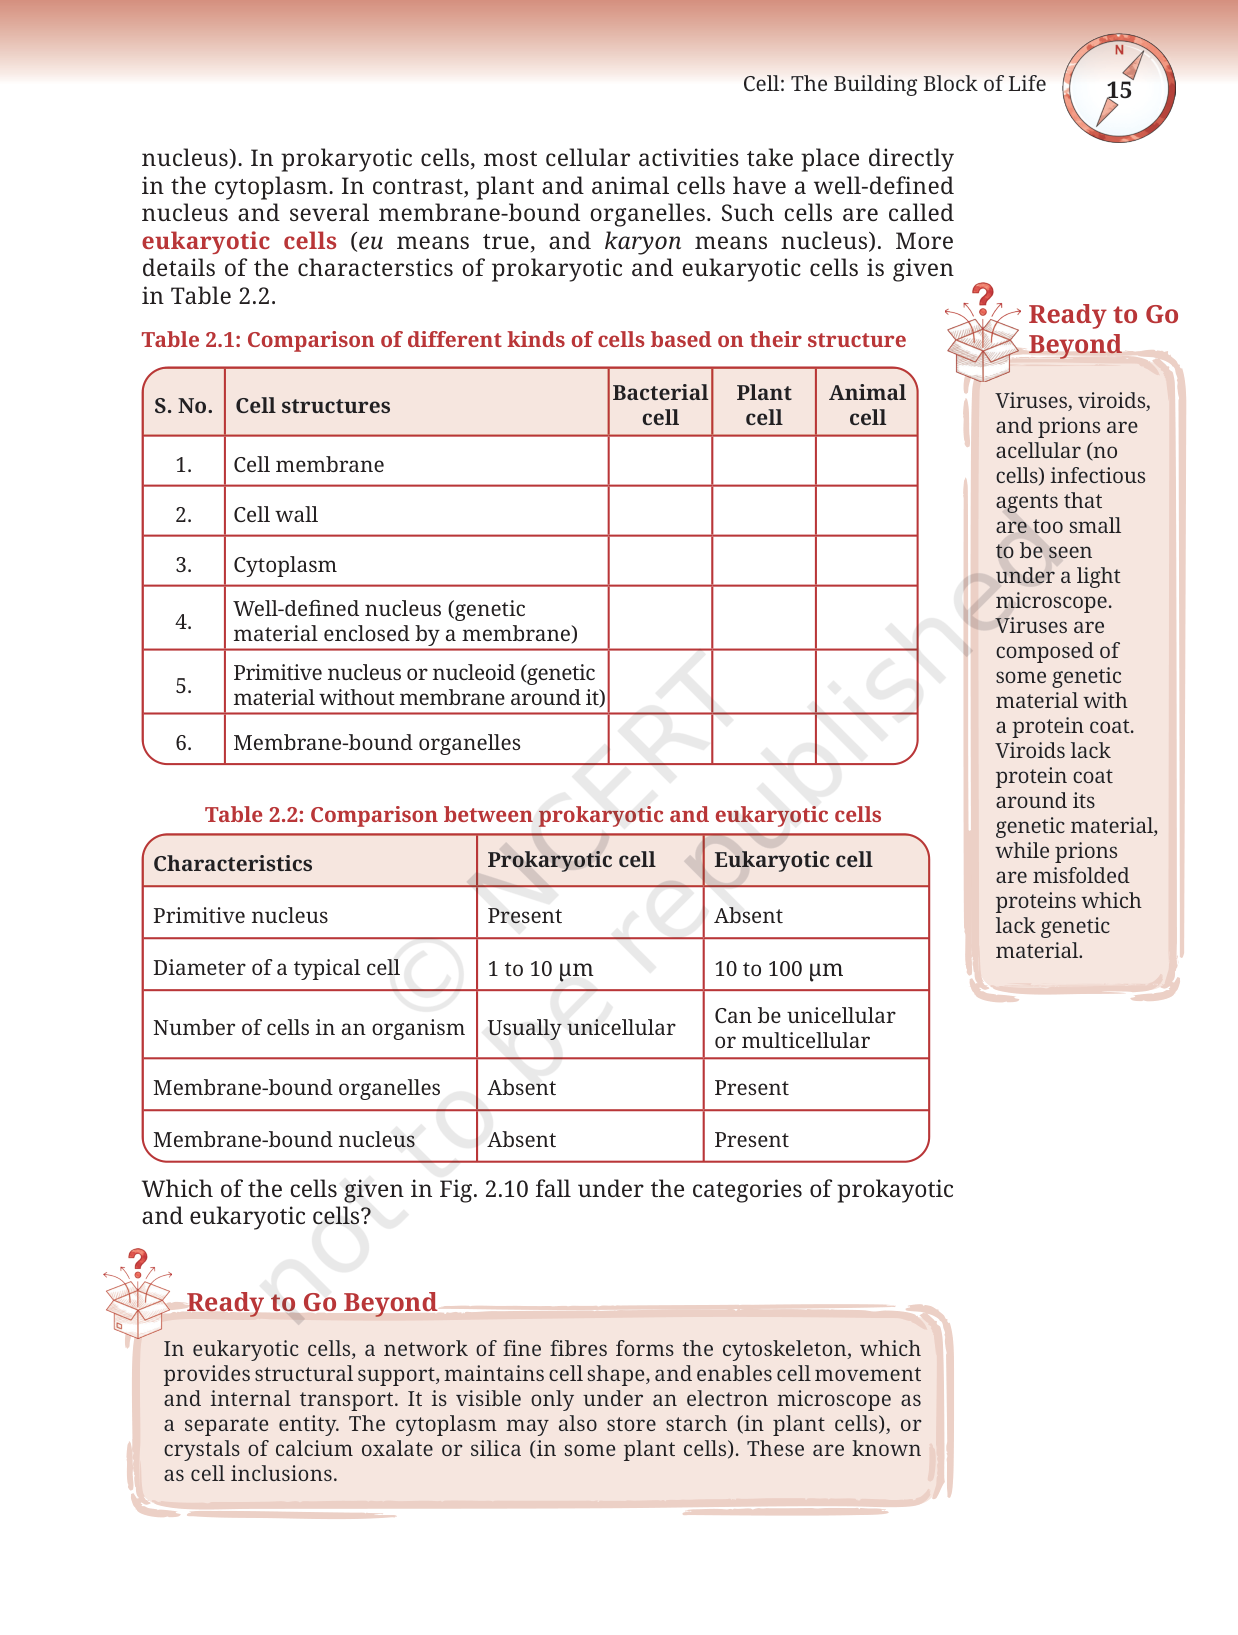 Cell: The Building Block of Life
N
15
nucleus). In prokaryotic cells, most cellular activities take place directly
in the cytoplasm. In contrast, plant and animal cells have a well-defined
nucleus and several membrane-bound organelles. Such cells are called
eukaryotic cells (eu means true, and karyon means nucleus). More
details of the characterstics of prokaryotic and eukaryotic cells is given
in Table 2.2.
Table 2.1: Comparison of different kinds of cells based on their structure
S. No. Cell structures Bacterial cell Plant cell Animal cell
1. Cell membrane
2. Cell wall
3. Cytoplasm
4. Well-defined nucleus (genetic
material enclosed by a membrane)
5. Primitive nucleus or nucleoid (genetic
material without membrane around it)
6. Membrane-bound organelles
Table 2.2: Comparison between prokaryotic and eukaryotic cells
Characteristics Prokaryotic cell Eukaryotic cell
Primitive nucleus Present Absent
Diameter of a typical cell 1 to 10 µm 10 to 100 µm
Number of cells in an organism Usually unicellular Can be unicellular
or multicellular
Membrane-bound organelles Absent Present
Membrane-bound nucleus Absent Present
Which of the cells given in Fig. 2.10 fall under the categories of prokayotic
and eukaryotic cells?
?
Ready to Go
Beyond
Viruses, viroids,
and prions are
acellular (no
cells) infectious
agents that
are too small
to be seen
under a light
microscope.
Viruses are
composed of
some genetic
material with
a protein coat.
Viroids lack
protein coat
around its
genetic material,
while prions
are misfolded
proteins which
lack genetic
material.
?
Ready to Go Beyond
In eukaryotic cells, a network of fine fibres forms the cytoskeleton, which
provides structural support, maintains cell shape, and enables cell movement
and internal transport. It is visible only under an electron microscope as
a separate entity. The cytoplasm may also store starch (in plant cells), or
crystals of calcium oxalate or silica (in some plant cells). These are known
as cell inclusions.
© NCERT
not to be republished